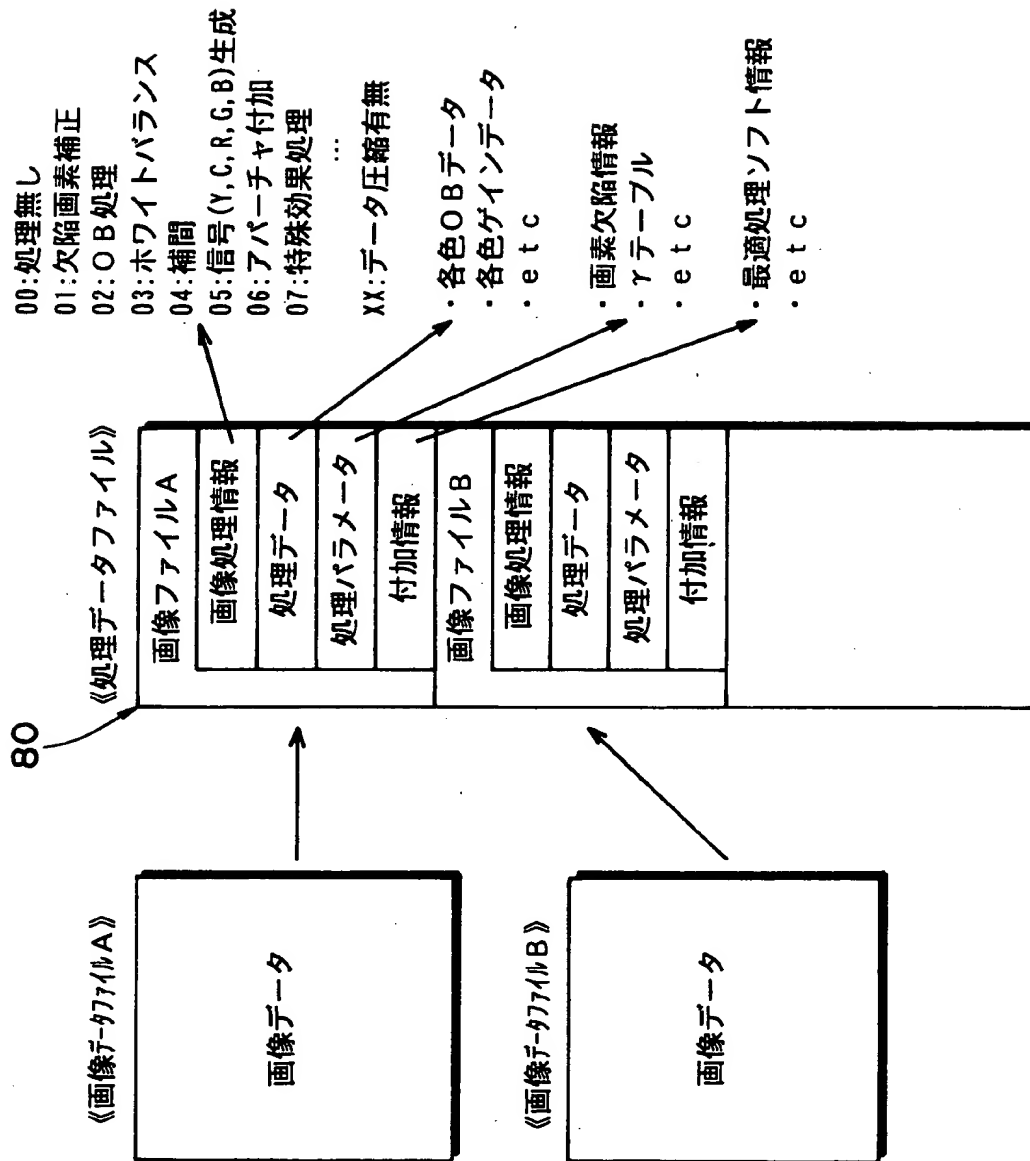 80
《画像データファイルA》
画像データ
《画像データファイルB》
画像データ
《処理データファイル》
画像ファイルA
画像処理情報
処理データ
処理パラメータ
付加情報
画像ファイルB
画像処理情報
処理データ
処理パラメータ
付加情報
00:処理無し
01:欠陥画素補正
02:OB処理
03:ホワイトバランス
04:補間
05:信号(Y,C,R,G,B)生成
06:アパーチャ付加
07:特殊効果処理
…
XX:データ圧縮有無
・各色OBデータ
・各色ゲインデータ
・etc
・画素欠陥情報
・γテーブル
・etc
・最適処理ソフト情報
・etc